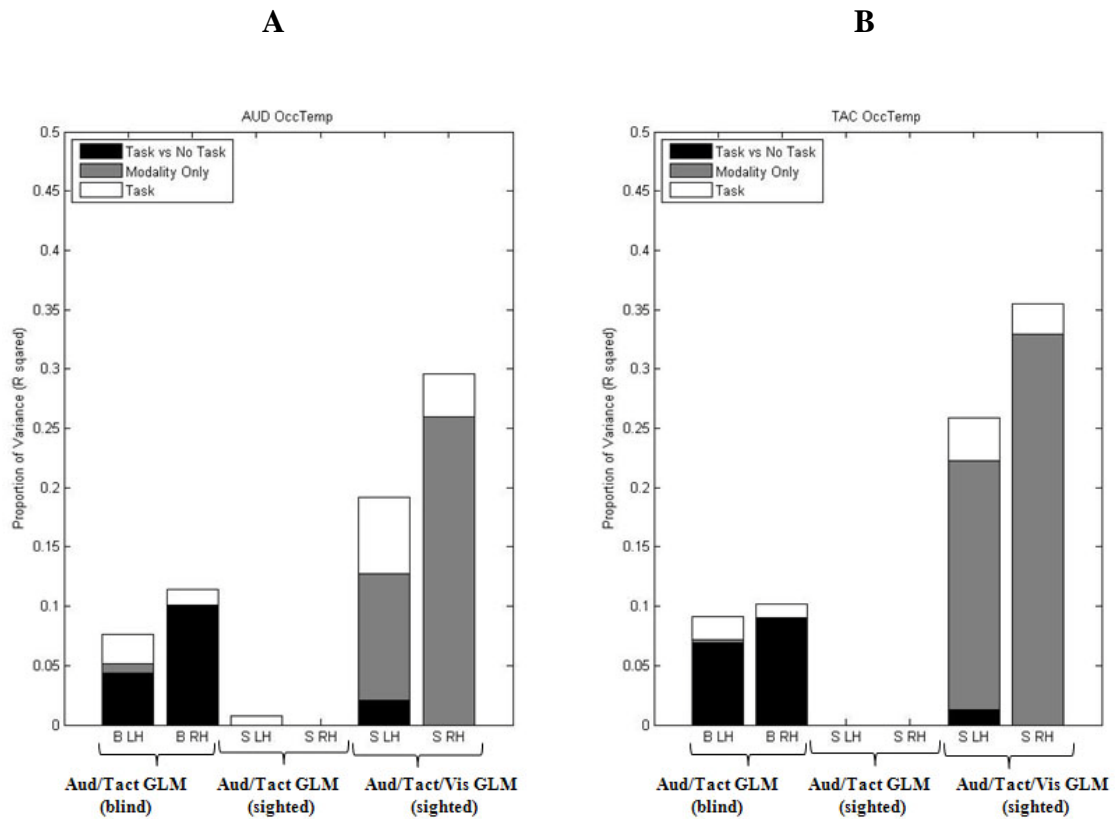 A
B
AUD OccTemp
Task vs No Task
Modality Only
Task
0.5
0.45
0.4
0.35
0.3
0.25
0.2
0.15
0.1
0.05
0
Proportion of Variance (R sqared)
B LH B RH S LH S RH S LH S RH
Aud/Tact GLM Aud/Tact GLM Aud/Tact/Vis GLM
(blind) (sighted) (sighted)
TAC OccTemp
Task vs No Task
Modality Only
Task
0.5
0.45
0.4
0.35
0.3
0.25
0.2
0.15
0.1
0.05
0
Proportion of Variance (R sqared)
B LH B RH S LH S RH S LH S RH
Aud/Tact GLM Aud/Tact GLM Aud/Tact/Vis GLM
(blind) (sighted) (sighted)